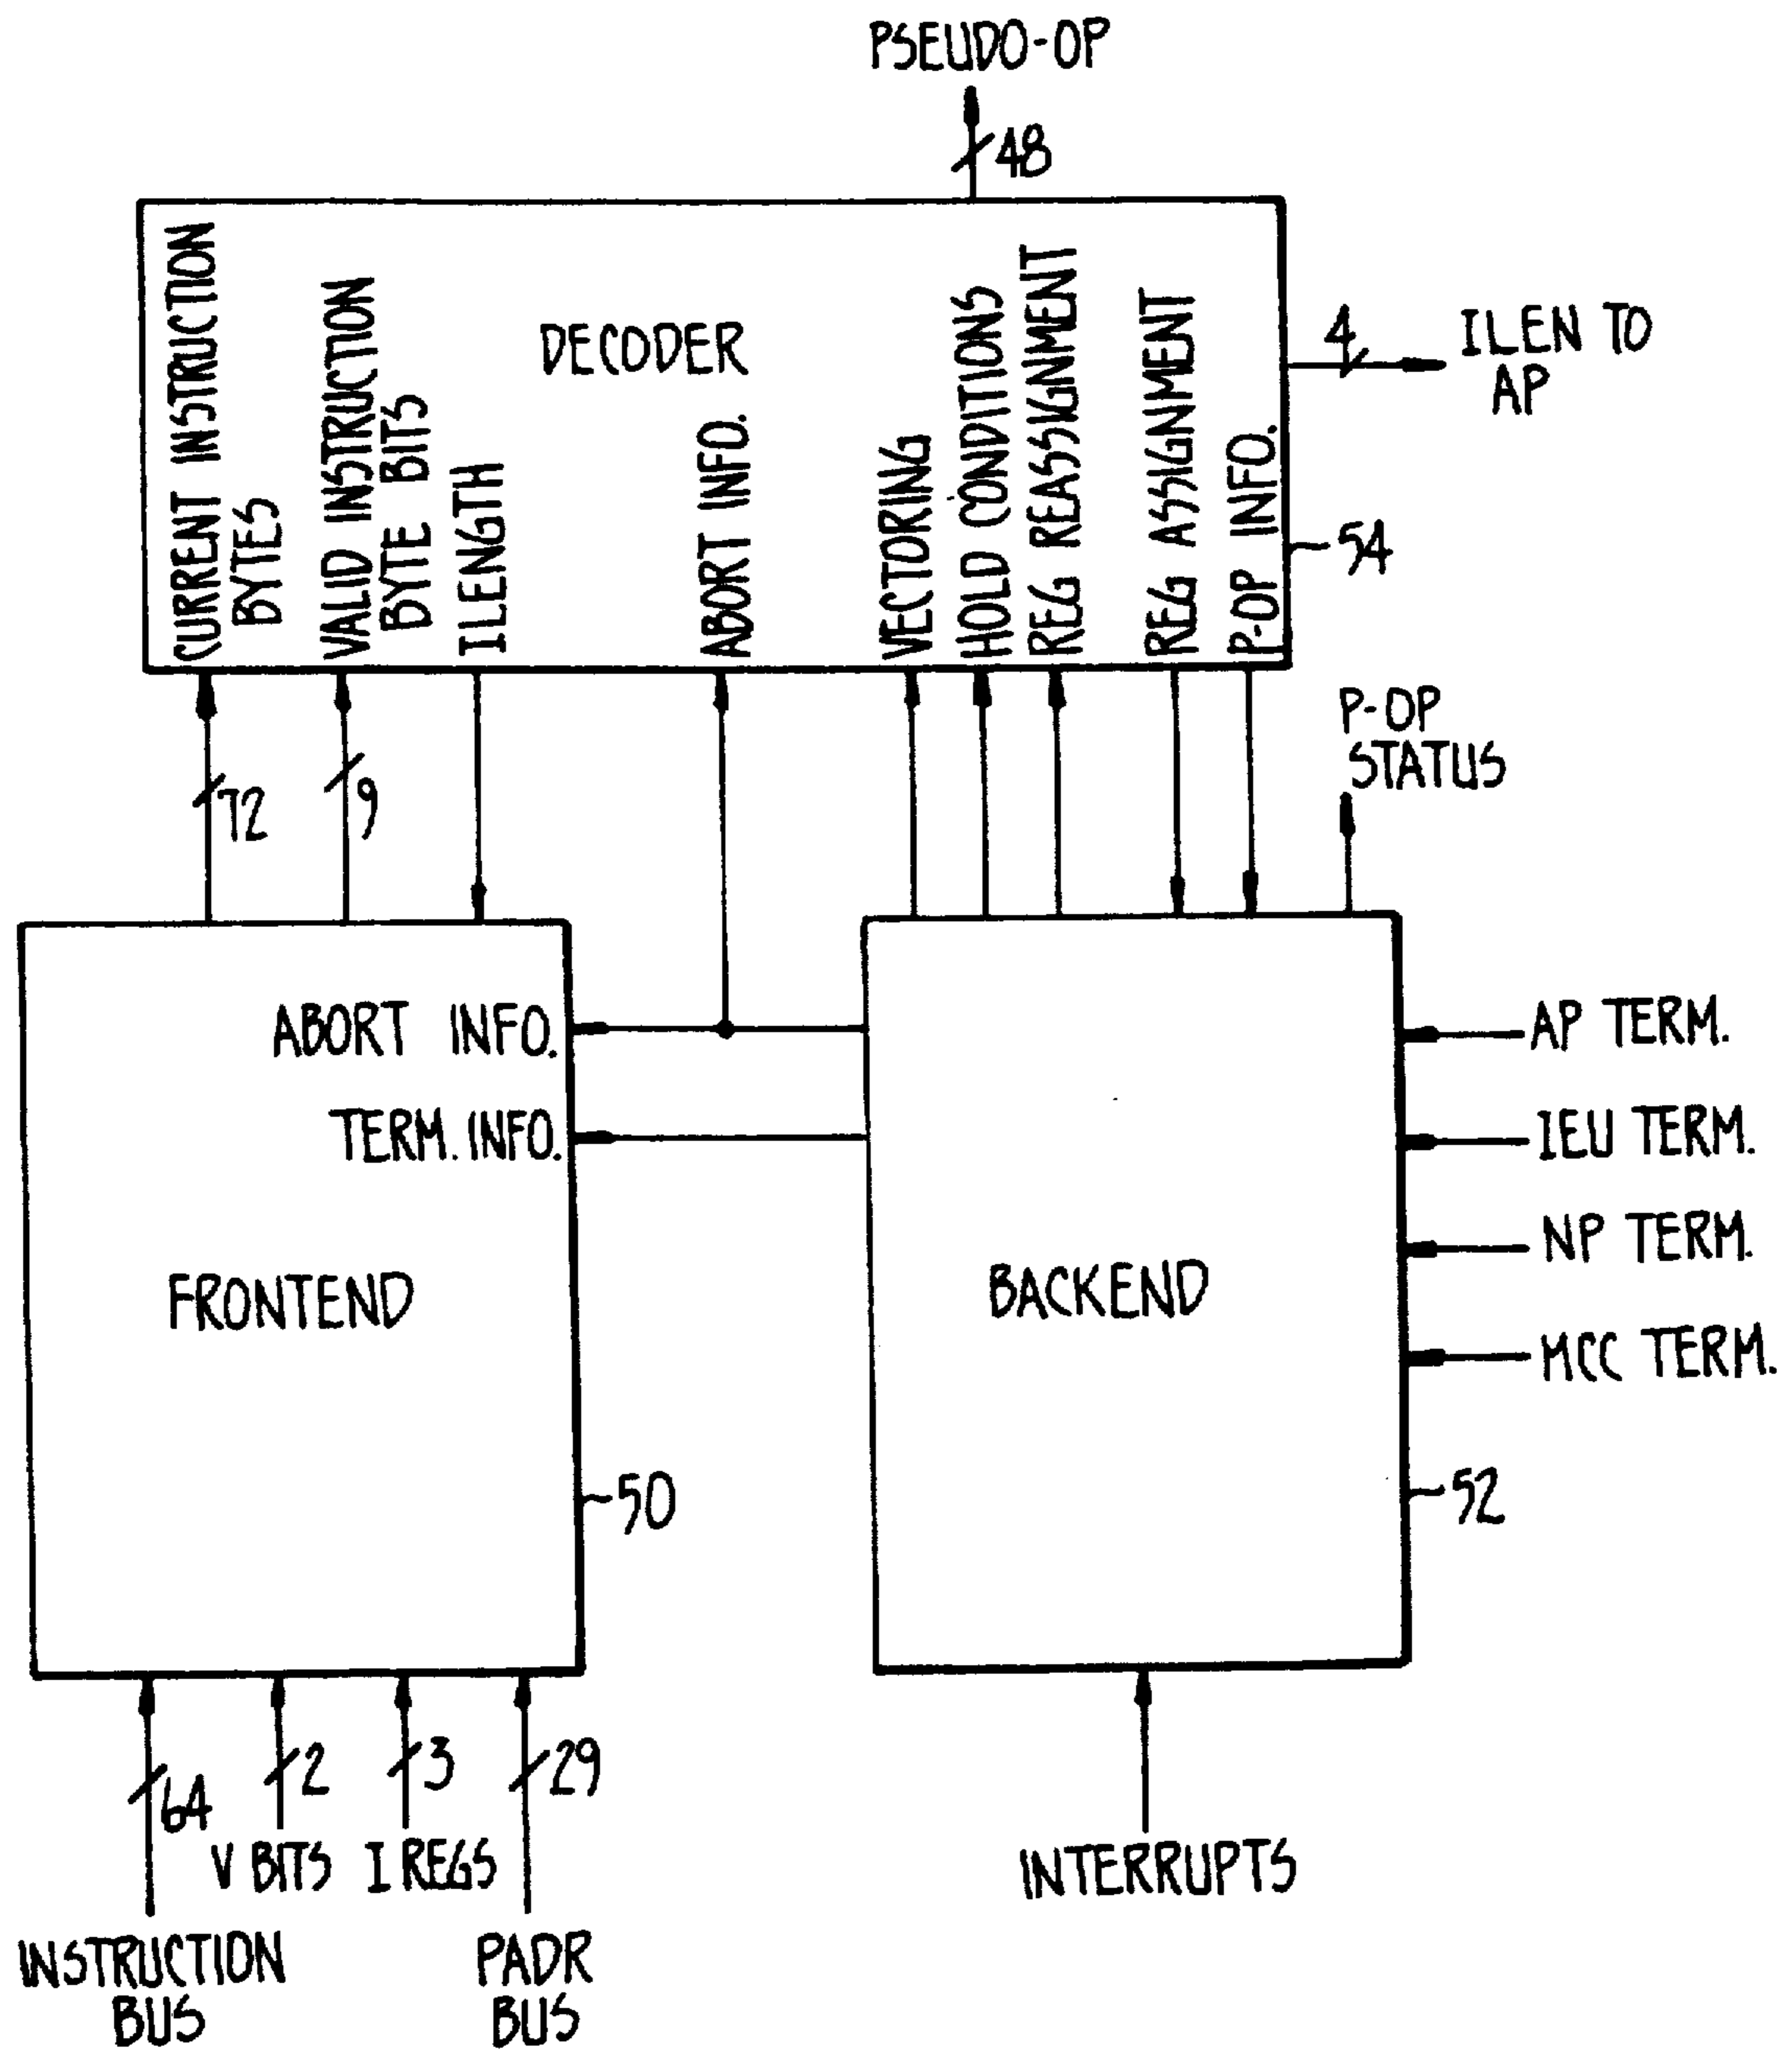 PSEUDO-OP
48
CURRENT INSTRUCTION
BYTES
VALID INSTRUCTION
BYTE BITS
ILENGTH
DECODER
ABORT INFO.
VECTORING
HOLD CONDITIONS
REG REASSIGNMENT
REG ASSIGNMENT
P-OP INFO.
4
ILEN TO
AP
54
72
9
P-OP
STATUS
ABORT INFO.
TERM. INFO.
FRONTEND
50
BACKEND
AP TERM.
IEU TERM.
NP TERM.
MCC TERM.
52
64
2
3
29
V BITS
I REGS
INSTRUCTION
BUS
PADR
BUS
INTERRUPTS